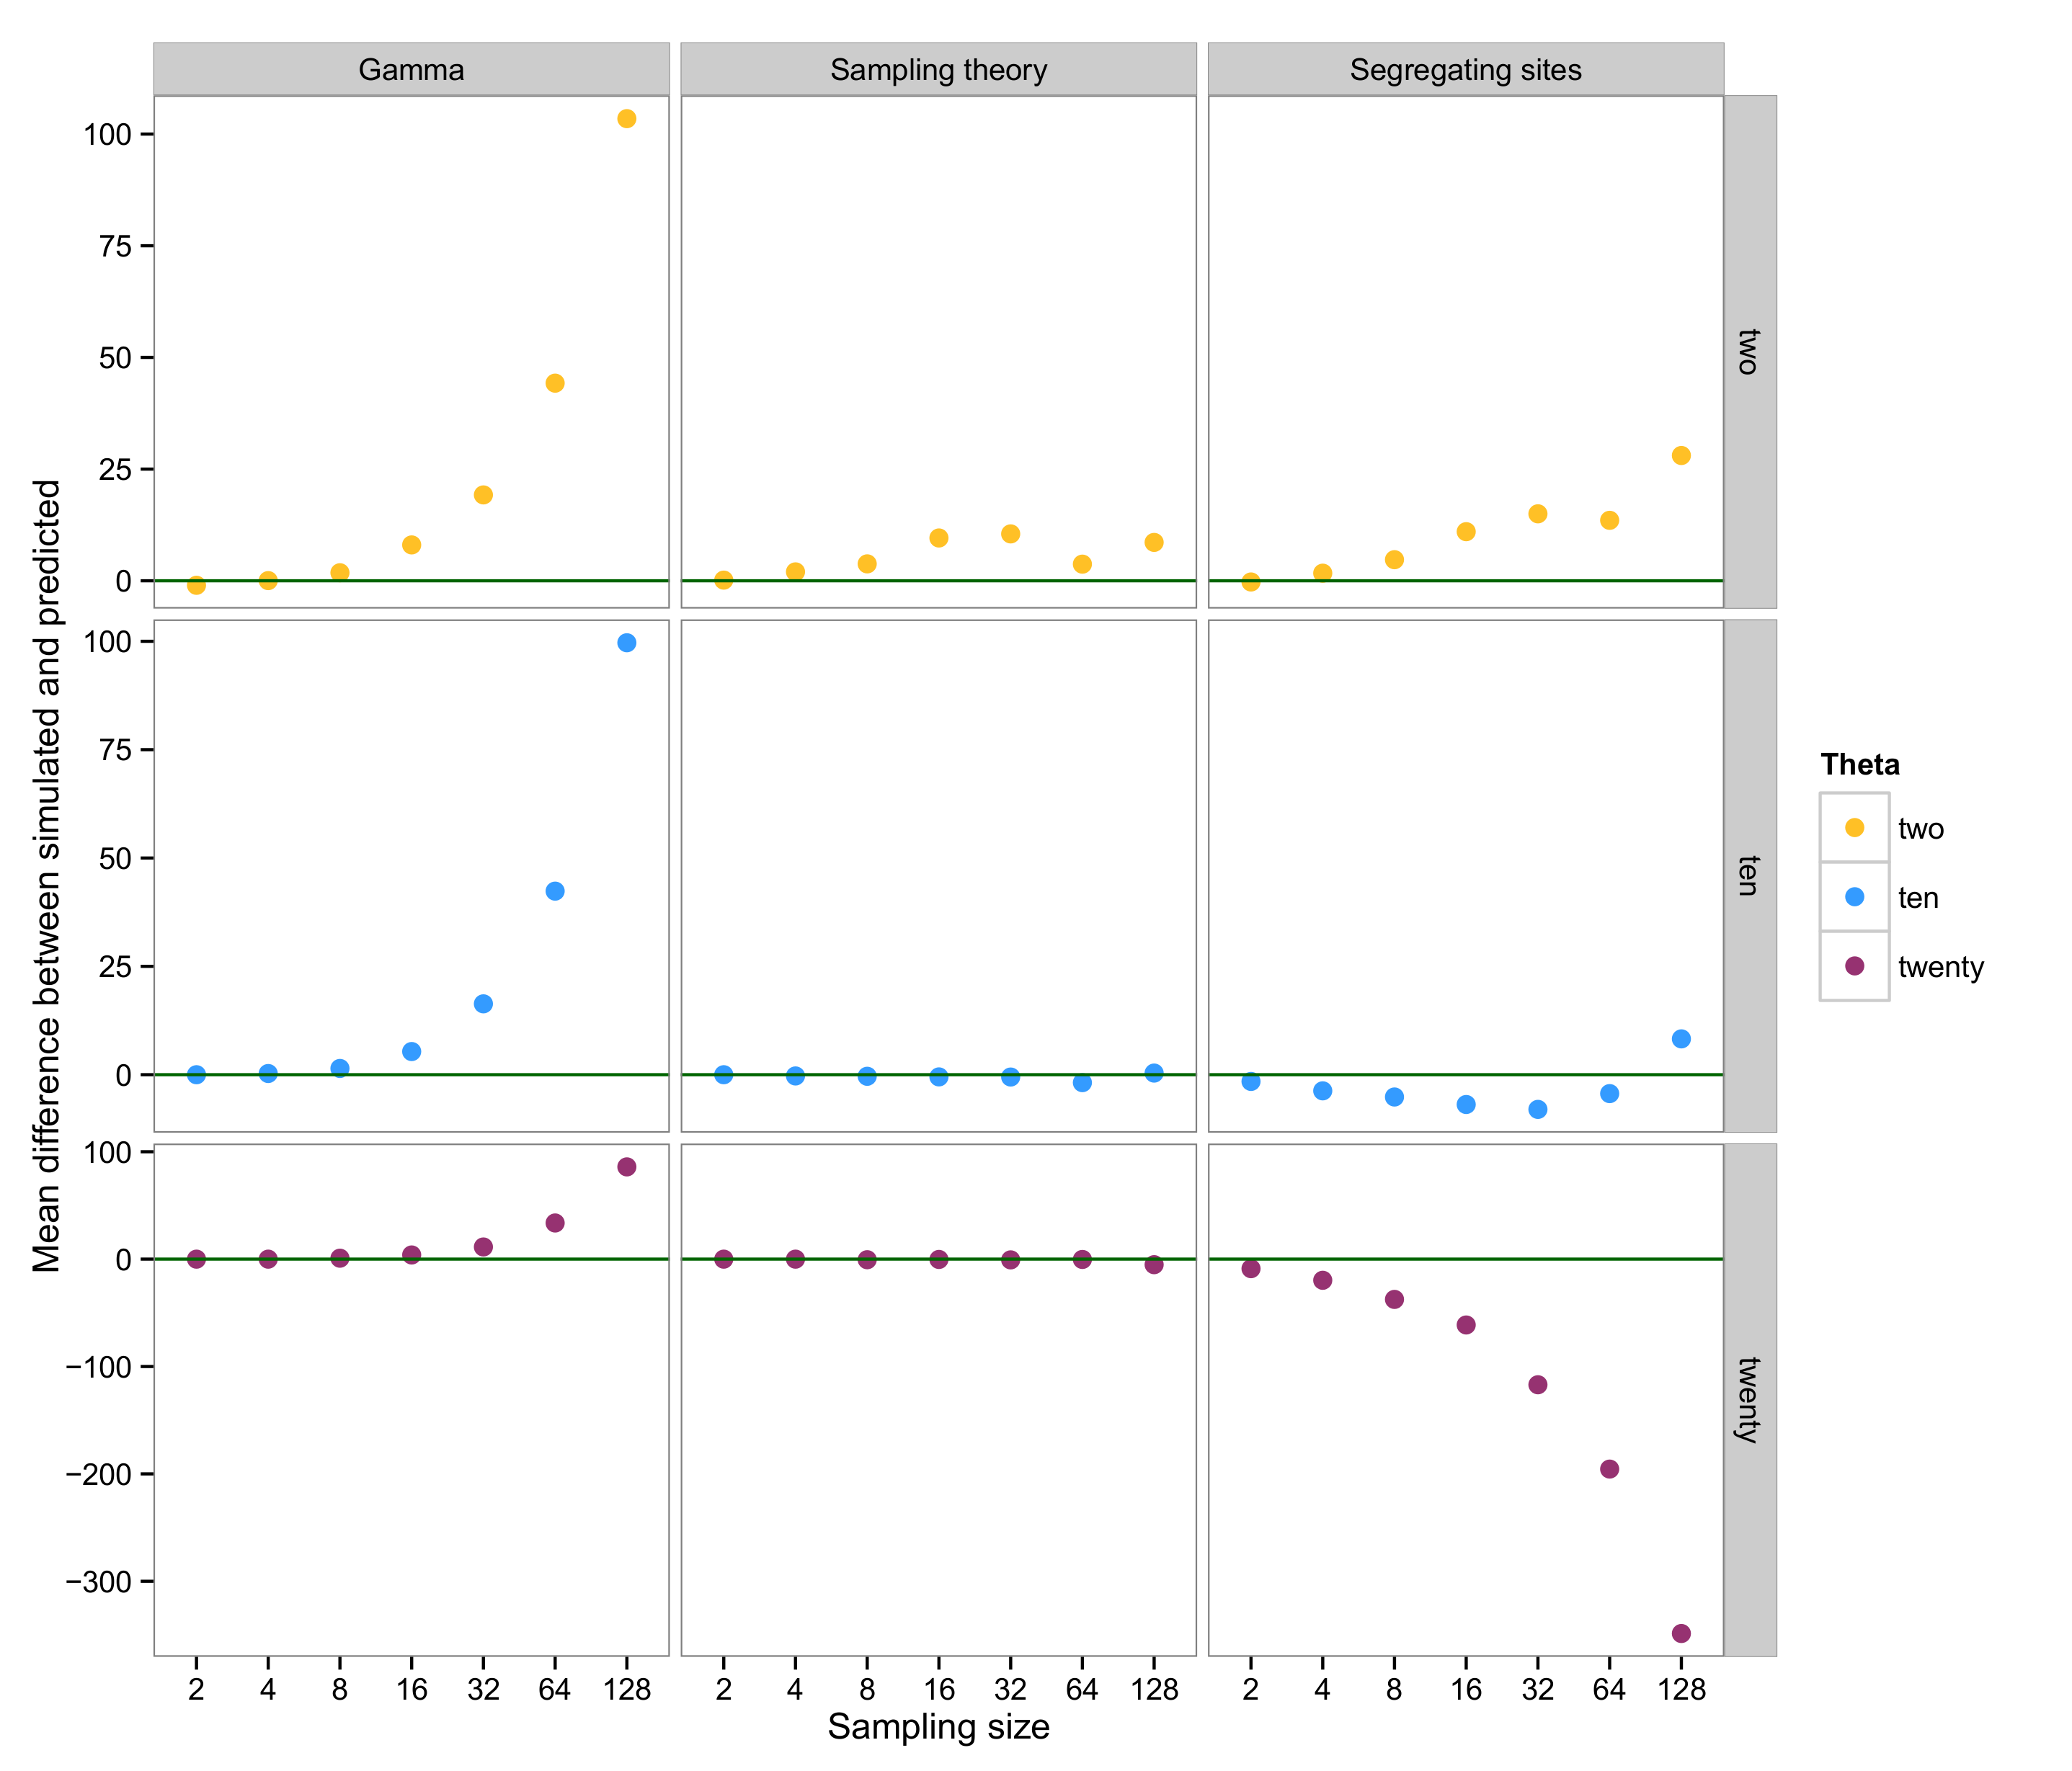 Gamma
Sampling theory
Segregating sites
100
75
50
25
0
two
100
75
50
25
0
ten
100
0
−100
−200
−300
twenty
Mean difference between simulated and predicted
2 4 8 16 32 64 128
2 4 8 16 32 64 128
2 4 8 16 32 64 128
Sampling size
Theta
two
ten
twenty